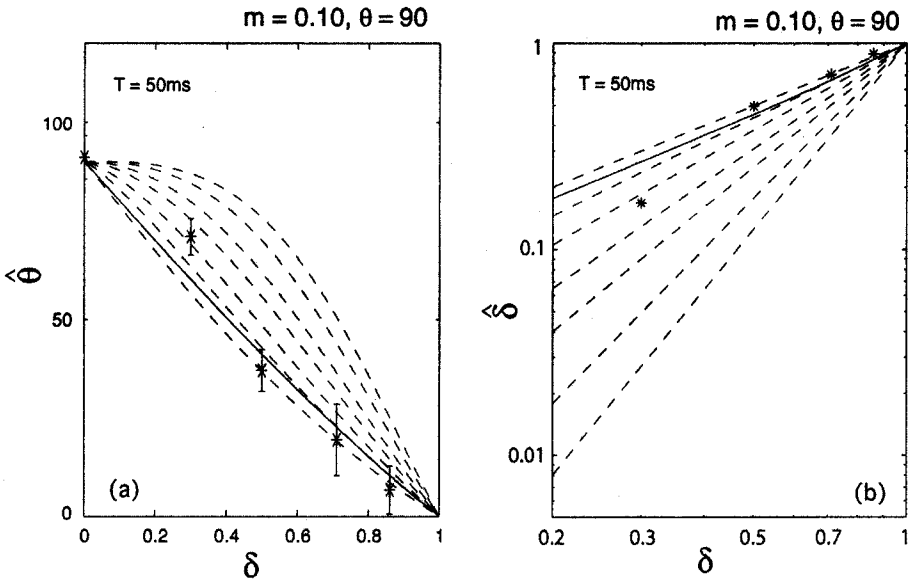 m = 0.10, θ = 90
T = 50ms
100
50
0
θ̂
0 0.2 0.4 0.6 0.8 1
δ
(a)
m = 0.10, θ = 90
T = 50ms
1
0.1
0.01
δ̂
0.2 0.3 0.5 0.7 1
δ
(b)